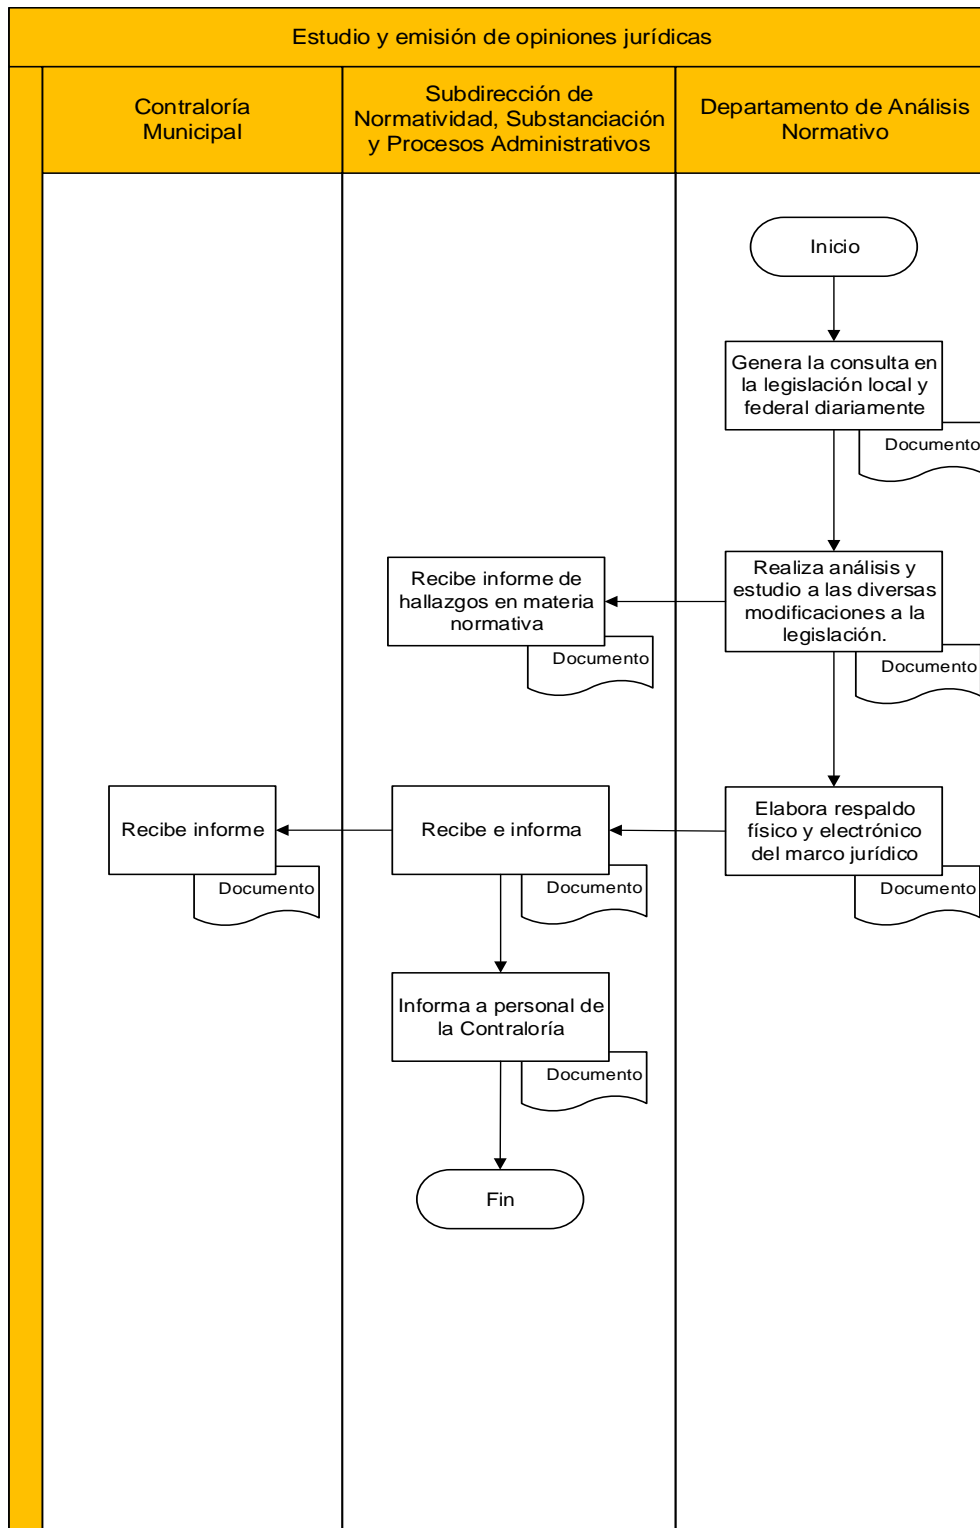 Estudio y emisión de opiniones jurídicas
Contraloría
Municipal
Subdirección de
Normatividad, Substanciación
y Procesos Administrativos
Departamento de Análisis
Normativo
Inicio
Genera la consulta en
la legislación local y
federal diariamente
Documento
Realiza análisis y
estudio a las diversas
modificaciones a la
legislación.
Documento
Recibe informe de
hallazgos en materia
normativa
Documento
Elabora respaldo
físico y electrónico
del marco jurídico
Documento
Recibe e informa
Documento
Recibe informe
Documento
Informa a personal de
la Contraloría
Documento
Fin